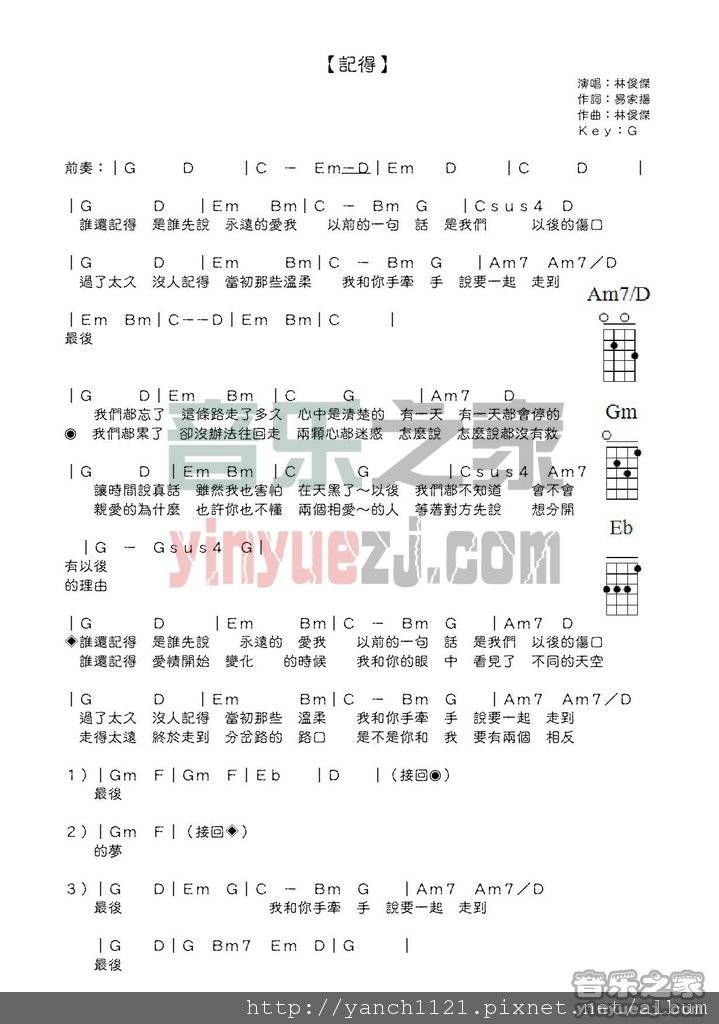 【記得】
演唱：林俊傑
作詞：易家揚
作曲：林俊傑
Key：G
前奏：｜G D ｜C － Em－D｜Em D ｜C D ｜
｜G D ｜Em Bm｜C － Bm G ｜Csus4 D
誰還記得 是誰先說 永遠的愛我 以前的一句 話 是我們 以後的傷口
｜G D ｜Em Bm｜C － Bm G ｜Am7 Am7／D
過了太久 沒人記得 當初那些溫柔 我和你手牽 手 說要一起 走到
Am7/D
｜Em Bm｜C－－D｜Em Bm｜C ｜
最後
｜G D｜Em Bm ｜C G ｜Am7 D
我們都忘了 這條路走了多久 心中是清楚的 有一天 有一天都會停的
◉ 我們都累了 卻沒辦法往回走 兩顆心都迷惑 怎麼說 怎麼說都沒有救
Gm
｜G D｜Em Bm ｜C G ｜Csus4 Am7
讓時間說真話 雖然我也害怕 在天黑了～以後 我們都不知道 會不會
親愛的為什麼 也許你也不懂 兩個相愛～的人 等著對方先說 想分開
Eb
｜G － Gsus4 G｜
有以後
的理由
｜G D ｜Em Bm｜C － Bm G ｜Am7 D
◈誰還記得 是誰先說 永遠的 愛我 以前的一句 話 是我們 以後的傷口
誰還記得 愛情開始 變化 的時候 我和你的眼 中 看見了 不同的天空
｜G D ｜Em Bm｜C － Bm G ｜Am7 Am7／D
過了太久 沒人記得 當初那些 溫柔 我和你手牽 手 說要一起 走到
走得太遠 終於走到 分岔路的 路口 是不是你和 我 要有兩個 相反
1）｜Gm F｜Gm F｜Eb ｜D ｜（接回◉）
最後
2）｜Gm F｜（接回◈）
的夢
3）｜G D｜Em G｜C － Bm G ｜Am7 Am7／D
最後 我和你手牽 手 說要一起 走到
｜G D｜G Bm7 Em D｜G ｜
最後
音乐之家
yinyuezj.com
音乐之家
yinyuezj.com
http://yanch1121.pixnet.net/album